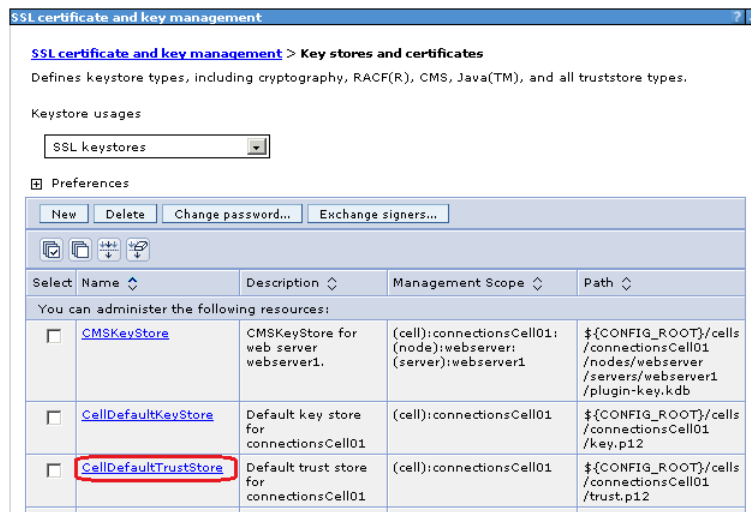 SSL certificate and key management ?
SSL certificate and key management > Key stores and certificates
Defines keystore types, including cryptography, RACF(R), CMS, Java(TM), and all truststore types.
Keystore usages
SSL keystores
Preferences
New Delete Change password... Exchange signers...
Select Name Description Management Scope Path
You can administer the following resources:
CMSKeyStore
CMSKeyStore for
web server
webserver1.
(cell):connectionsCell01:
(node):webserver:
(server):webserver1
${CONFIG_ROOT}/cells
/connectionsCell01
/nodes/webserver
/servers/webserver1
/plugin-key.kdb
CellDefaultKeyStore
Default key store
for
connectionsCell01
(cell):connectionsCell01
${CONFIG_ROOT}/cells
/connectionsCell01
/key.p12
CellDefaultTrustStore
Default trust store
for
connectionsCell01
(cell):connectionsCell01
${CONFIG_ROOT}/cells
/connectionsCell01
/trust.p12